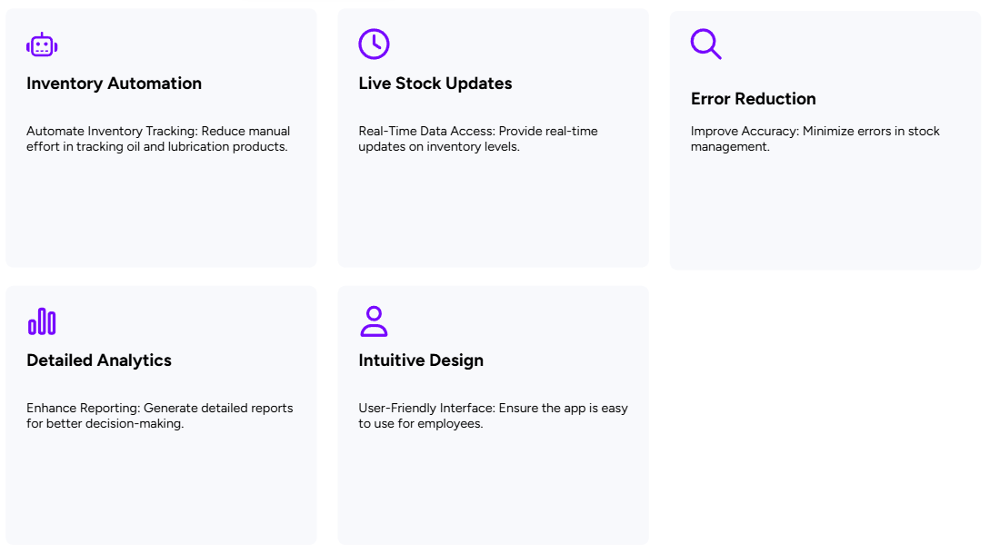 Inventory Automation
Automate Inventory Tracking: Reduce manual
effort in tracking oil and lubrication products.
Live Stock Updates
Real-Time Data Access: Provide real-time
updates on inventory levels.
Error Reduction
Improve Accuracy: Minimize errors in stock
management.
Detailed Analytics
Enhance Reporting: Generate detailed reports
for better decision-making.
Intuitive Design
User-Friendly Interface: Ensure the app is easy
to use for employees.